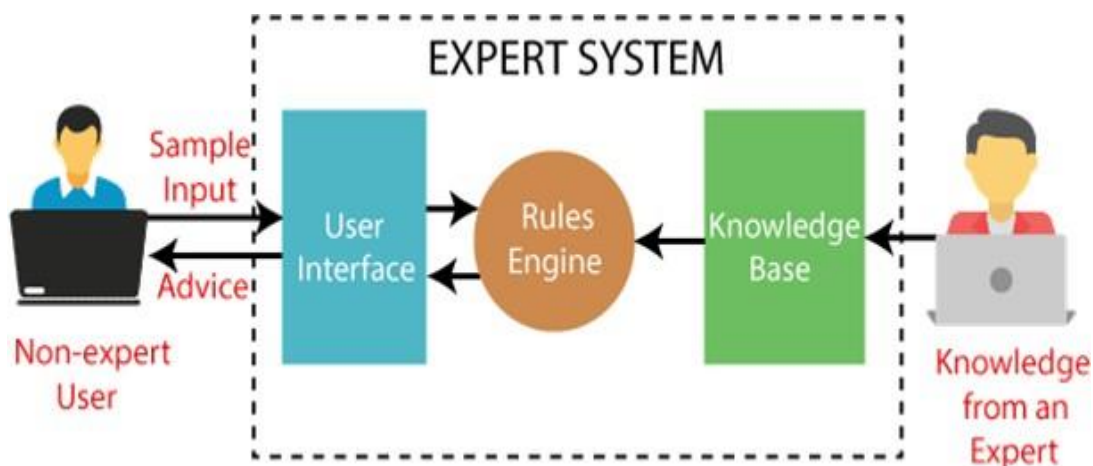 EXPERT SYSTEM
Sample
Input
Advice
Non-expert
User
User
Interface
Rules
Engine
Knowledge
Base
Knowledge
from an
Expert